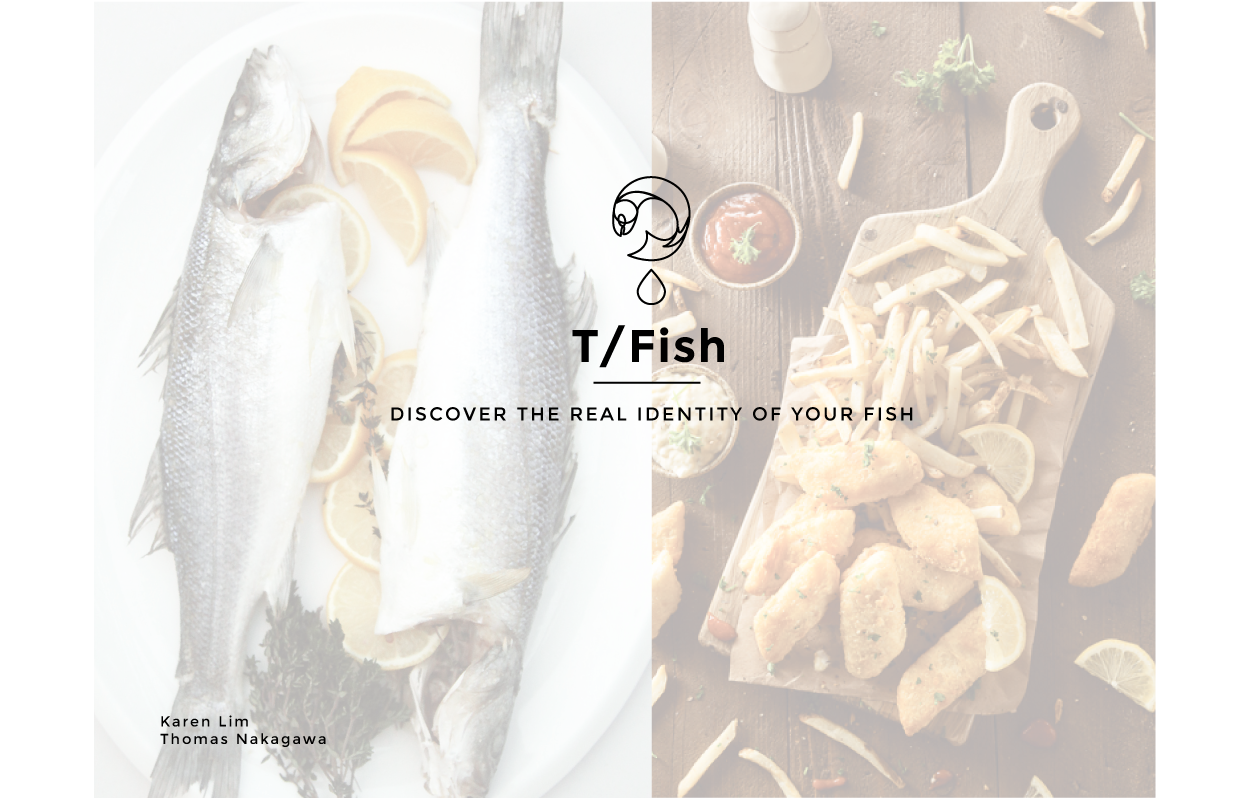 T/Fish
DISCOVER THE REAL IDENTITY OF YOUR FISH
Karen Lim
Thomas Nakagawa